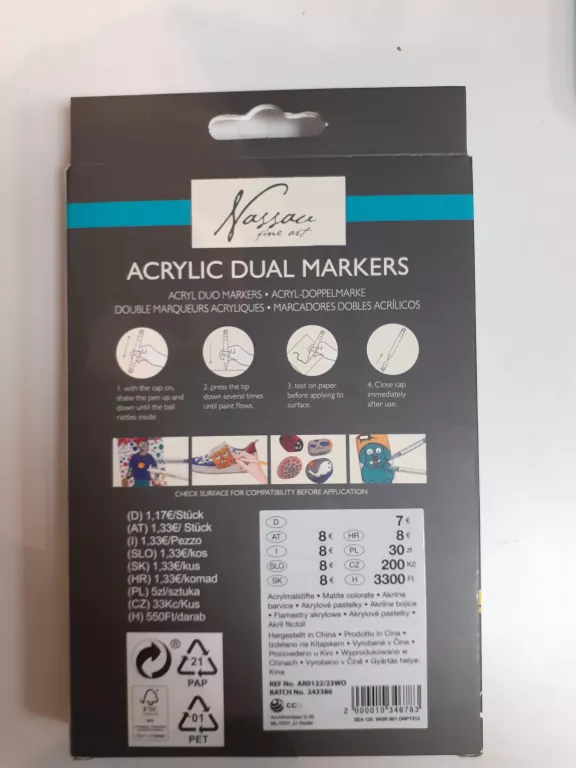 Nassau
fine art
ACRYLIC DUAL MARKERS
ACRYL DUO MARKERS • ACRYL-DOPPELMARKE
DOUBLE MARQUEURS ACRYLIQUES • MARCADORES DOBLES ACRÍLICOS
1. with the cap on,
shake the pen up and
down until the ball
rattles inside.
2. press the tip
down several times
until paint flows.
3. test on paper
before applying to
surface.
4. Close cap
immediately
after use.
CHECK SURFACE FOR COMPATIBILITY BEFORE APPLICATION
(D) 1,17€/Stück
(AT) 1,33€/ Stück
(I) 1,33€/Pezzo
(SLO) 1,33€/kos
(SK) 1,33€/kus
(HR) 1,33€/komad
(PL) 5zl/sztuka
(CZ) 33Kc/Kus
(H) 550Ft/darab
D 7 €
AT 8 € HR 8 €
I 8 € PL 30 zł
SLO 8 € CZ 200 Kč
SK 8 € H 3300 Ft
Acrylmalstifte • Matite colorate • Akrilne
barvice • Akrylové pastelky • Akrilne bojice
• Flamastry akrylowe • Akrylové pastelky •
Akril filctoll
Hergestellt in China • Prodotto in Cina •
Izdelano na Kitajskem • Vyrobené v Číne •
Proizvedeno u Kini • Wyprodukowano w
Chinach • Vyrobeno v Číně • Gyártás helye
Kína
REF No. AR0122/23WO
BATCH No. 243386
2 000010 346783
®
21
PAP
FSC
01
PET